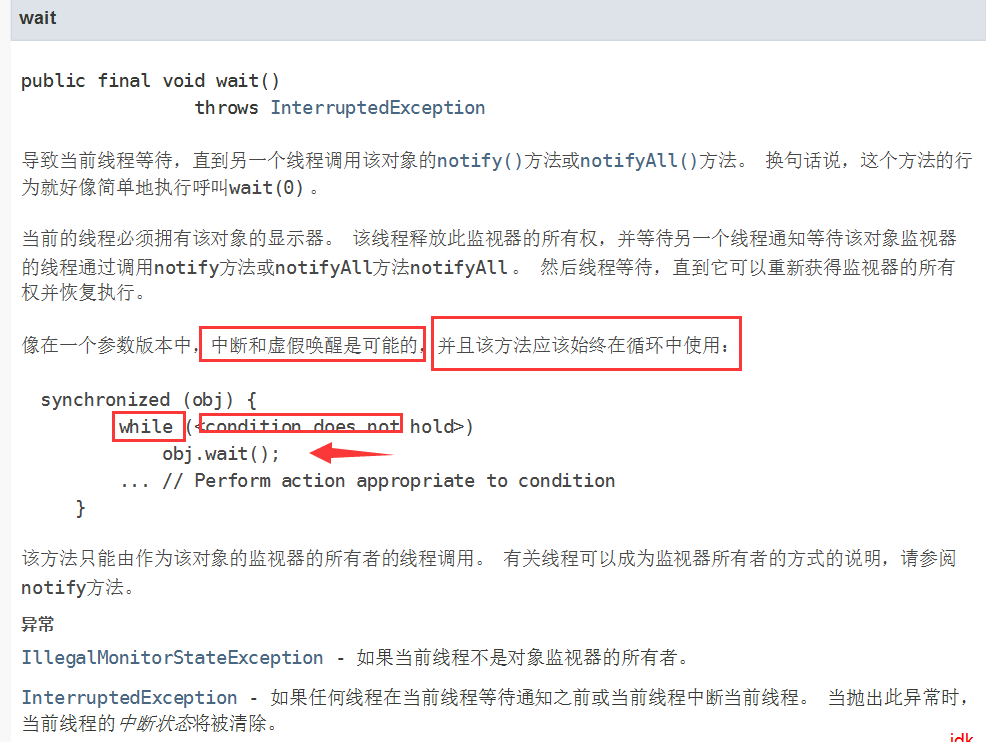 wait
public final void wait()
throws InterruptedException
导致当前线程等待，直到另一个线程调用该对象的notify()方法或notifyAll()方法。 换句话说，这个方法的行
为就好像简单地执行呼叫wait(0) 。
当前的线程必须拥有该对象的显示器。 该线程释放此监视器的所有权，并等待另一个线程通知等待该对象监视器
的线程通过调用notify方法或notifyAll方法notifyAll 。 然后线程等待，直到它可以重新获得监视器的所有
权并恢复执行。
像在一个参数版本中，中断和虚假唤醒是可能的，并且该方法应该始终在循环中使用：
synchronized (obj) {
while (<condition does not hold>)
obj.wait();
... // Perform action appropriate to condition
}
该方法只能由作为该对象的监视器的所有者的线程调用。 有关线程可以成为监视器所有者的方式的说明，请参阅
notify方法。
异常
IllegalMonitorStateException - 如果当前线程不是对象监视器的所有者。
InterruptedException - 如果任何线程在当前线程等待通知之前或当前线程中断当前线程。 当抛出此异常时，
当前线程的中断状态将被清除。
jdk